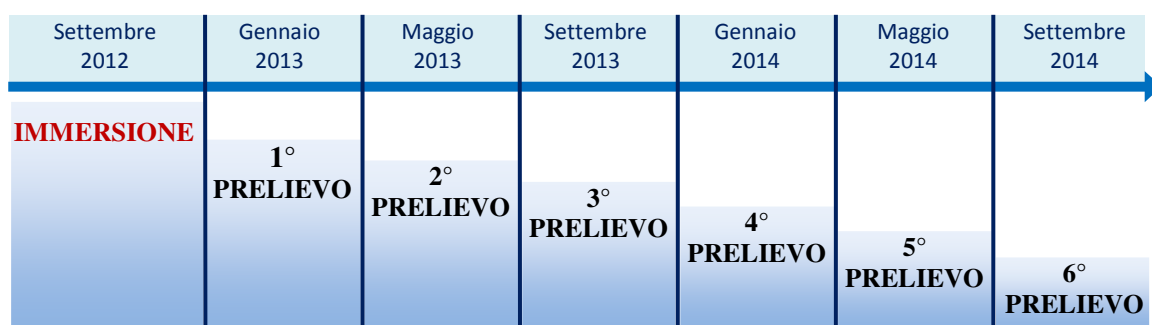 Settembre
2012
Gennaio
2013
Maggio
2013
Settembre
2013
Gennaio
2014
Maggio
2014
Settembre
2014
IMMERSIONE
1°
PRELIEVO
2°
PRELIEVO
3°
PRELIEVO
4°
PRELIEVO
5°
PRELIEVO
6°
PRELIEVO